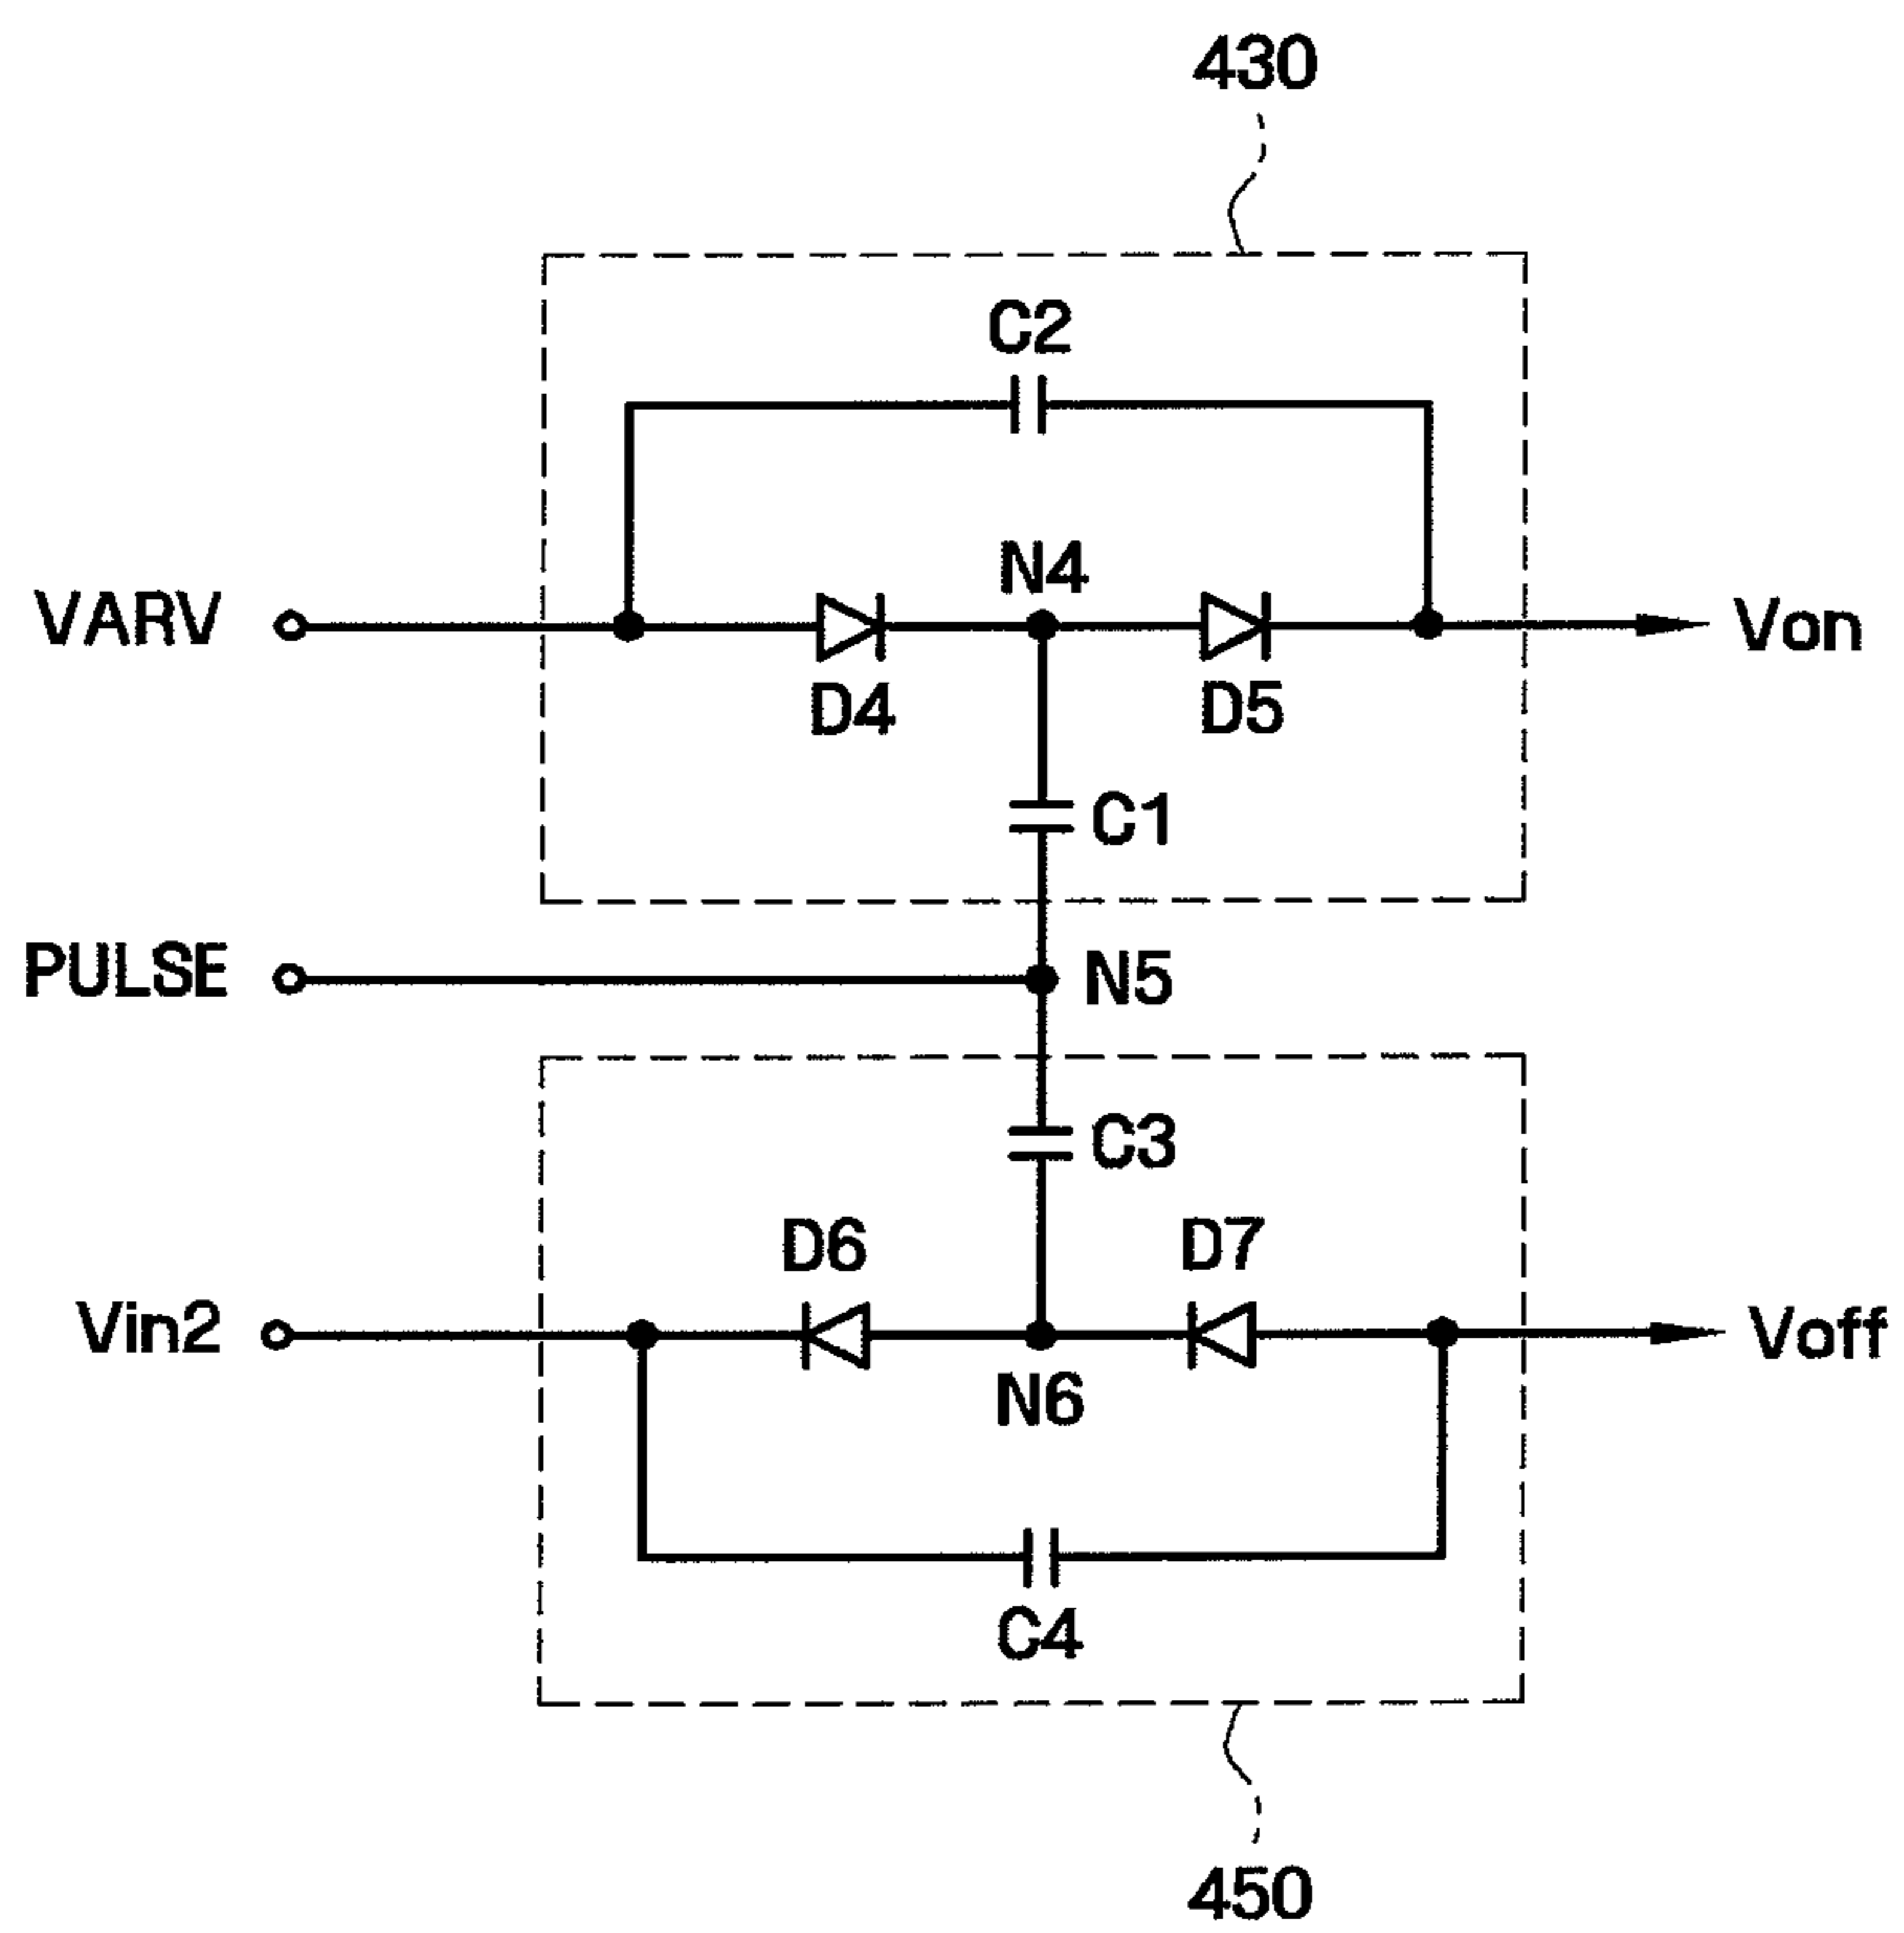 430
C2
N4
VARV
Von
D4
D5
C1
PULSE
N5
C3
D6
D7
Vin2
Voff
N6
C4
450